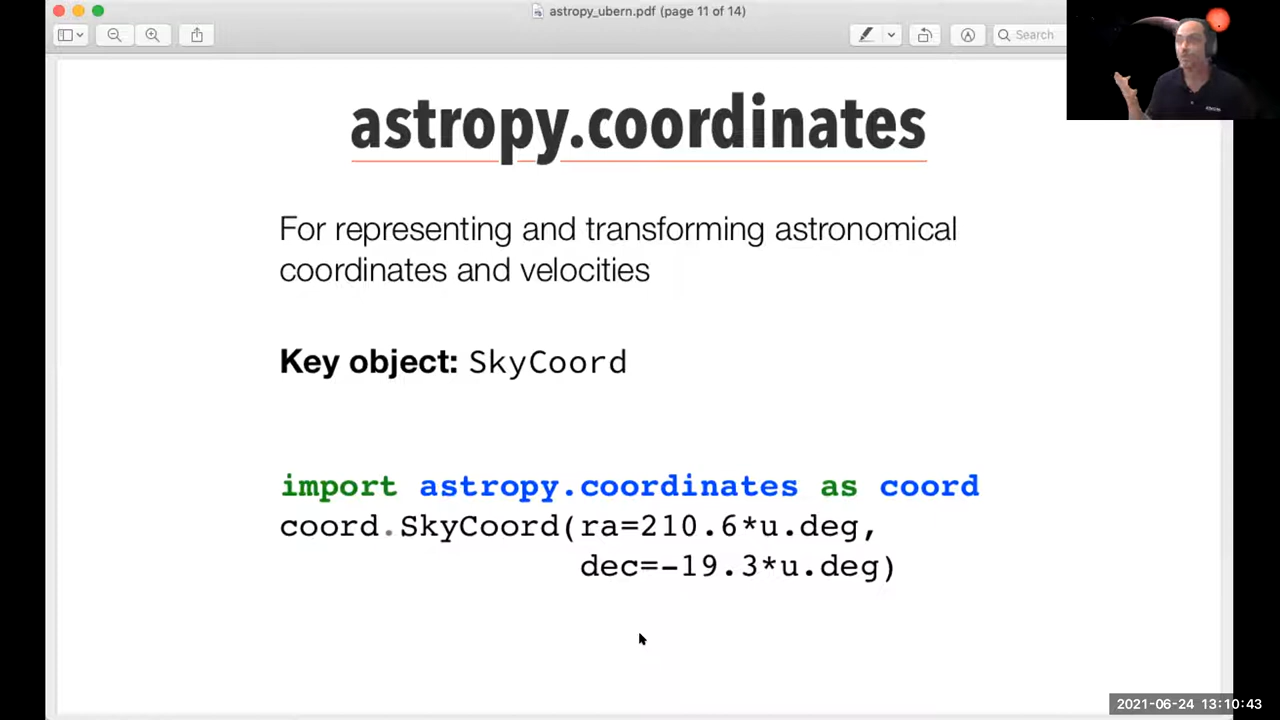 astropy_ubern.pdf (page 11 of 14)
Search
astropy.coordinates
For representing and transforming astronomical
coordinates and velocities
Key object: SkyCoord
import astropy.coordinates as coord
coord.SkyCoord(ra=210.6*u.deg,
dec=-19.3*u.deg)
2021-06-24 13:10:43